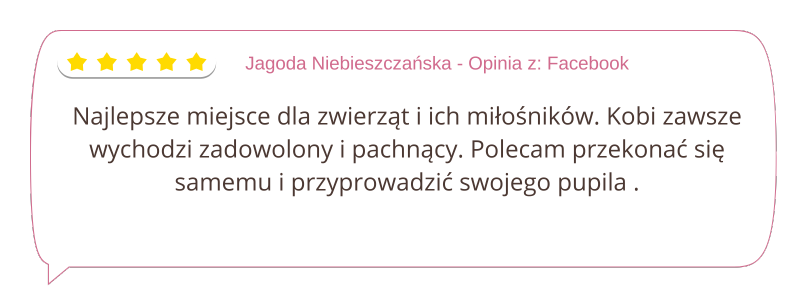 Jagoda Niebieszczańska - Opinia z: Facebook
Najlepsze miejsce dla zwierząt i ich miłośników. Kobi zawsze
wychodzi zadowolony i pachnący. Polecam przekonać się
samemu i przyprowadzić swojego pupila .